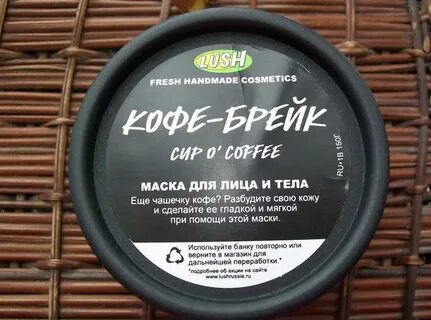 LUSH
FRESH HANDMADE COSMETICS
КОФЕ-БРЕЙК
CUP O' COFFEE
МАСКА ДЛЯ ЛИЦА И ТЕЛА
Еще чашечку кофе? Разбудите свою кожу
и сделайте ее гладкой и мягкой
при помощи этой маски.
Используйте банку повторно или
верните в магазин для
дальнейшей переработки.*
*подробнее об акции на сайте
www.lushrussia.ru
RU•1B 150Г